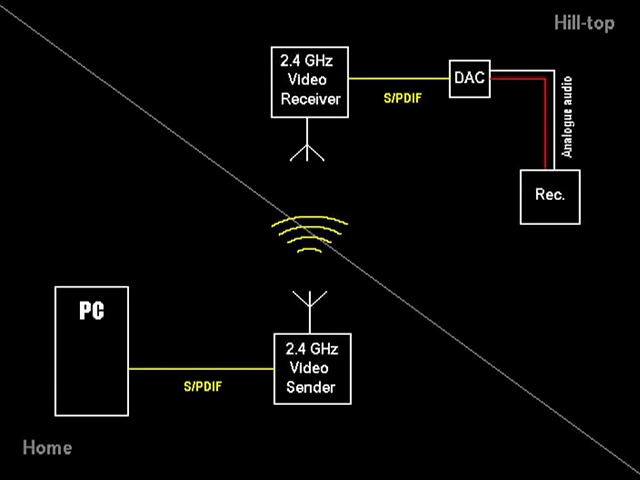 Hill-top
2.4 GHz
Video
Receiver
S/PDIF
DAC
Analogue audio
Rec.
PC
S/PDIF
2.4 GHz
Video
Sender
Home